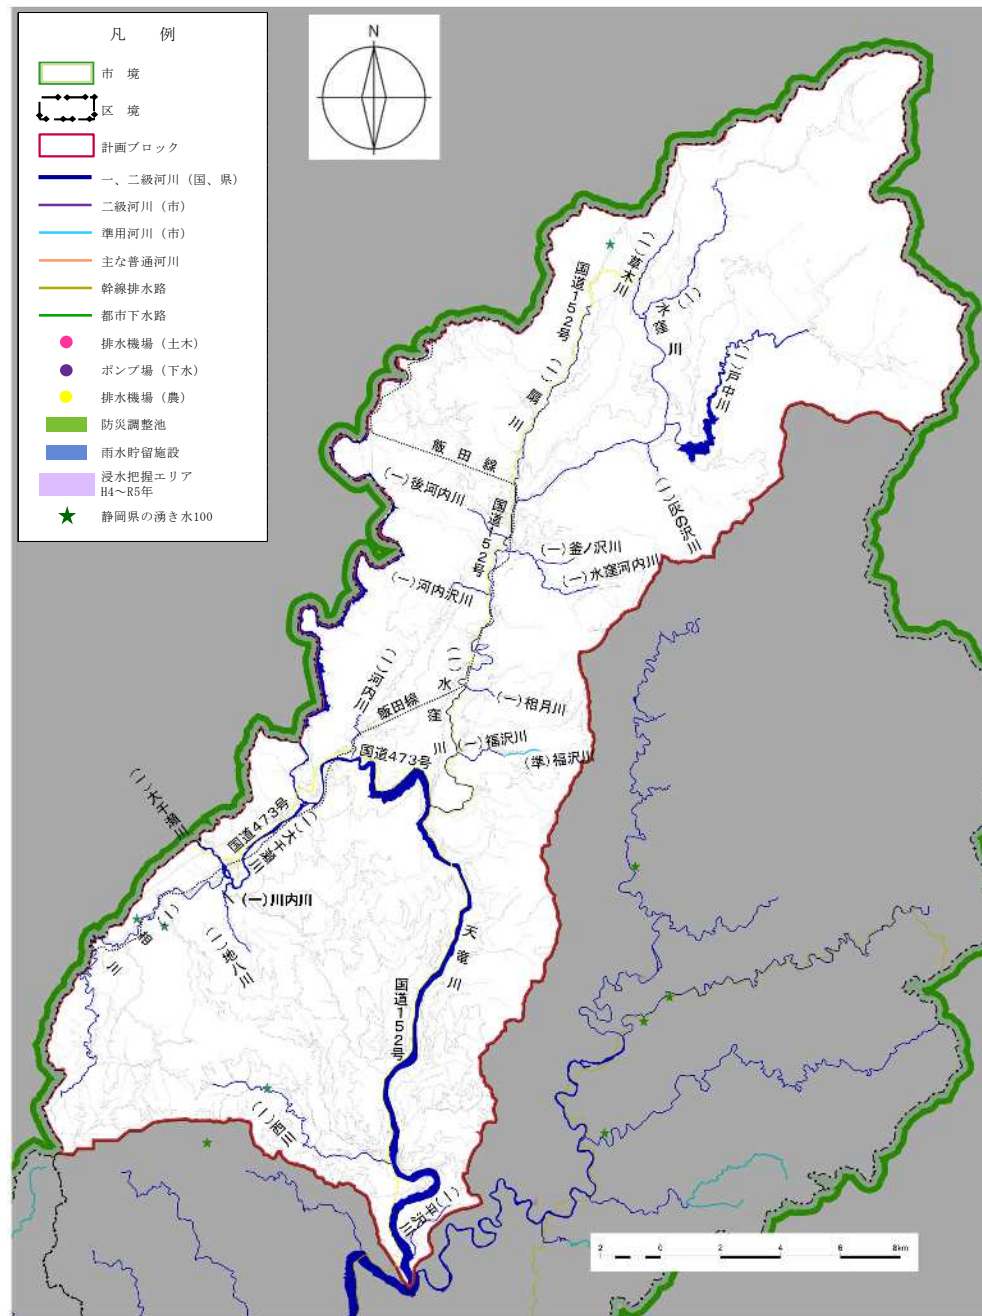 凡 例
市 境
区 境
計画ブロック
一、二級河川（国、県）
二級河川（市）
準用河川（市）
主な普通河川
幹線排水路
都市下水路
排水機場（土木）
ポンプ場（下水）
排水機場（農）
防災調整池
雨水貯留施設
浸水把握エリア
H4～R5年
静岡県の湧き水100
N
(一)草木川
国道152号
(一)
水窪川
(一)戸中川
(一)翁川
飯田線
(一)後河内川
国道152号
(一)釜ノ沢川
(一)水窪河内川
(一)河内沢川
(一)河内川
(一)水窪川
飯田線
(一)相月川
国道473号
(一)福沢川
(準)福沢川
(一)大千瀬川
国道473号
(一)大千瀬川
(一)川内川
(一)相川
(一)地八川
天竜川
国道152号
(一)西川
(一)平沢川
2 0 2 4 6 8km